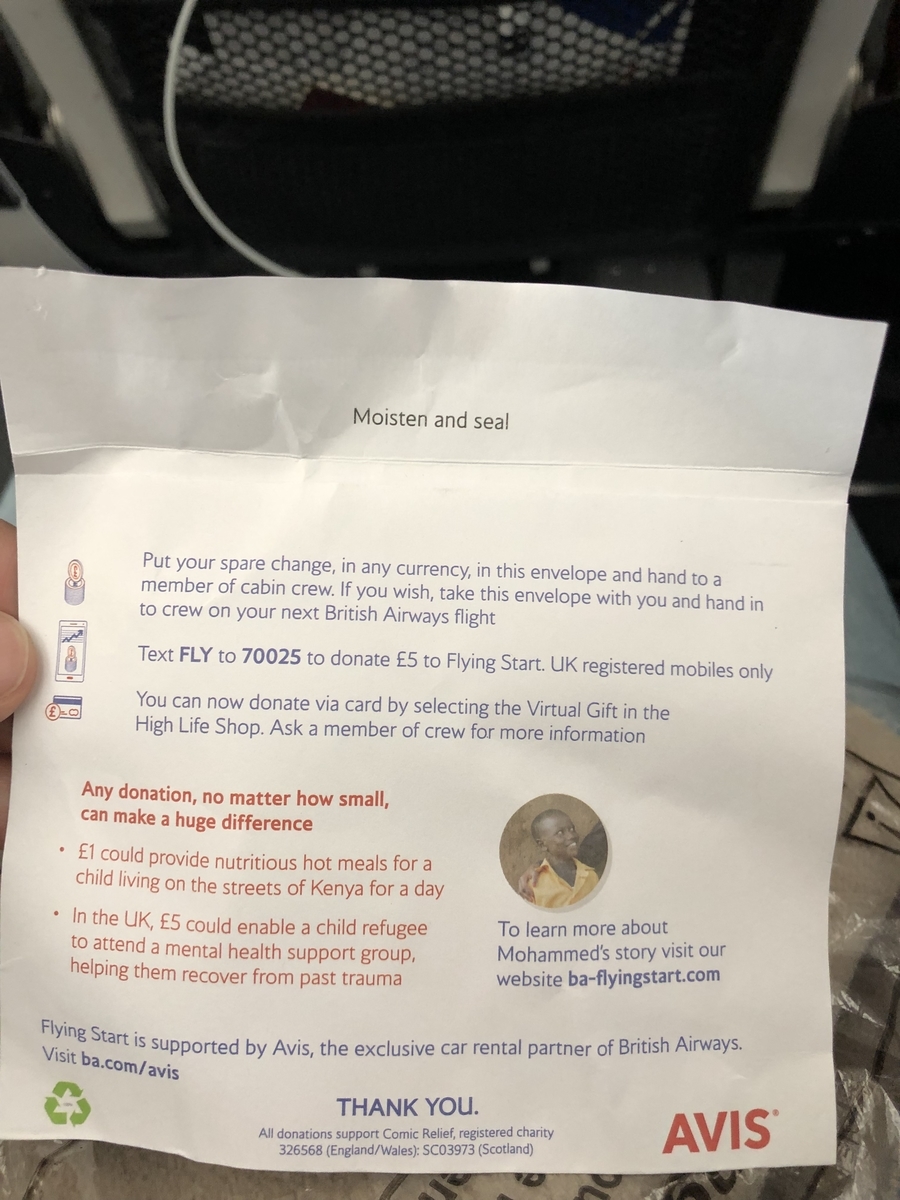 Moisten and seal
Put your spare change, in any currency, in this envelope and hand to a
member of cabin crew. If you wish, take this envelope with you and hand in
to crew on your next British Airways flight
Text FLY to 70025 to donate £5 to Flying Start. UK registered mobiles only
You can now donate via card by selecting the Virtual Gift in the
High Life Shop. Ask a member of crew for more information
Any donation, no matter how small,
can make a huge difference
• £1 could provide nutritious hot meals for a
child living on the streets of Kenya for a day
• In the UK, £5 could enable a child refugee
to attend a mental health support group,
helping them recover from past trauma
To learn more about
Mohammed's story visit our
website ba-flyingstart.com
Flying Start is supported by Avis, the exclusive car rental partner of British Airways.
Visit ba.com/avis
THANK YOU.
All donations support Comic Relief, registered charity
326568 (England/Wales): SC03973 (Scotland)
AVIS®